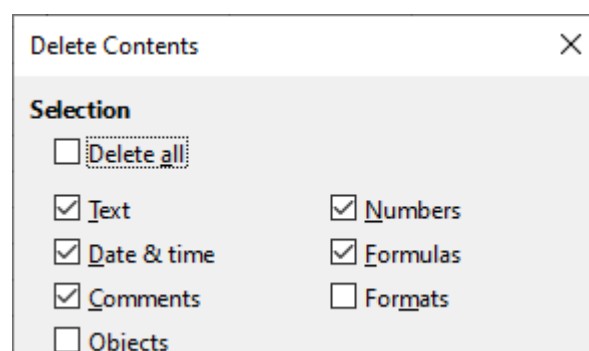 Delete Contents
Selection
Delete all
Text Numbers
Date & time Formulas
Comments Formats
Objects